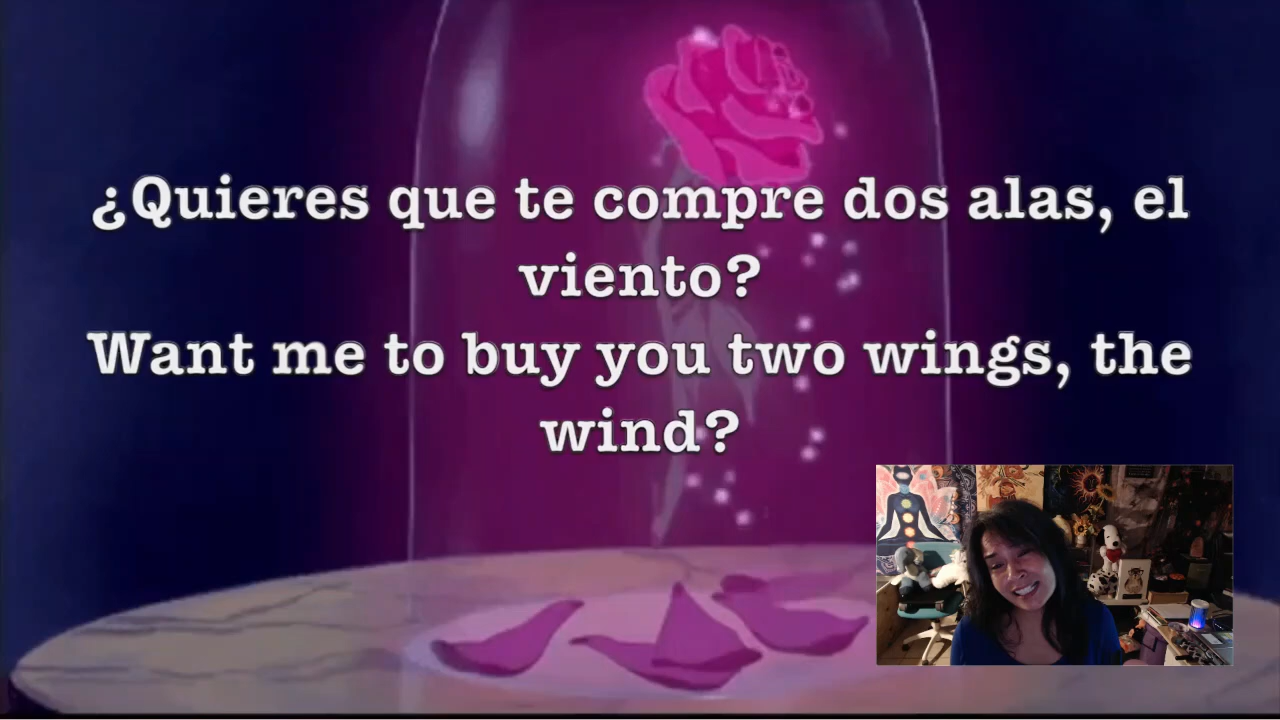 ¿Quieres que te compre dos alas, el
viento?
Want me to buy you two wings, the
wind?